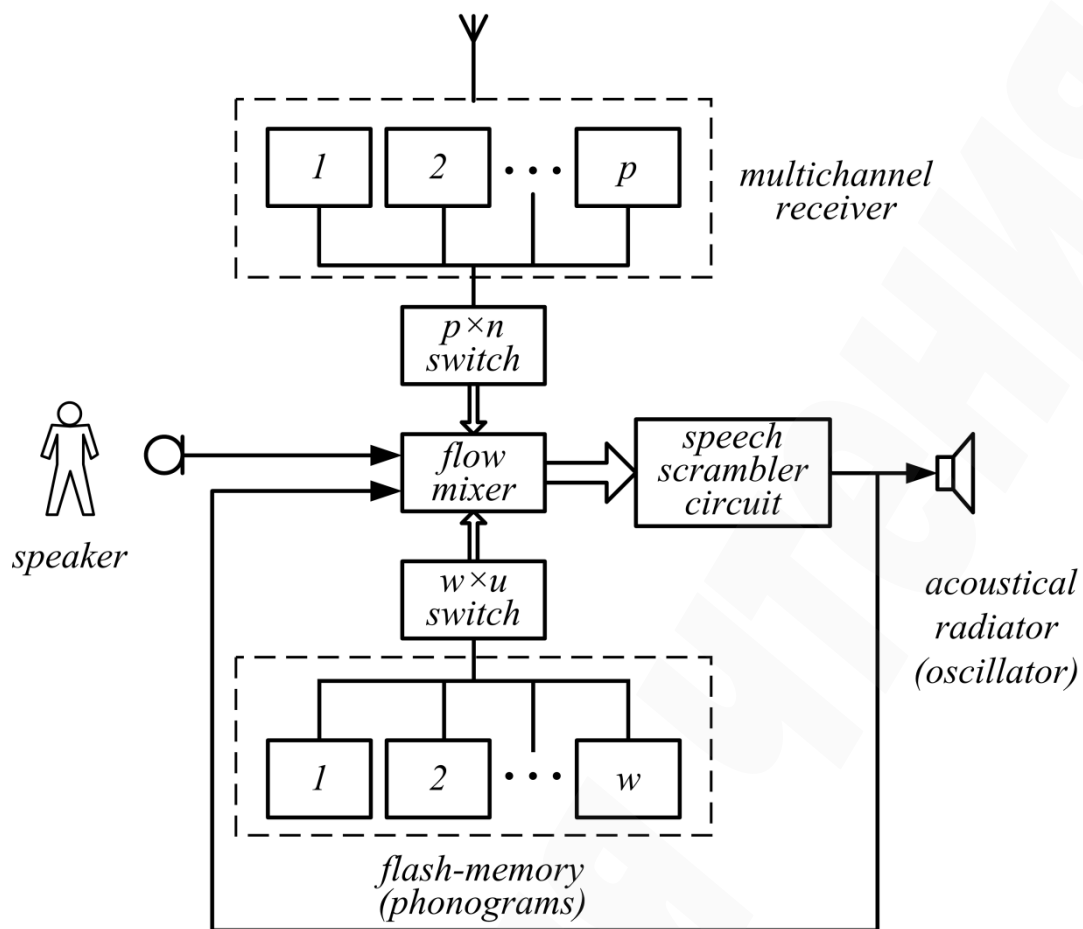 1
2
• • •
p
multichannel
receiver
p×n
switch
flow
mixer
speech
scrambler
circuit
speaker
w×u
switch
acoustical
radiator
(oscillator)
1
2
• • •
w
flash-memory
(phonograms)